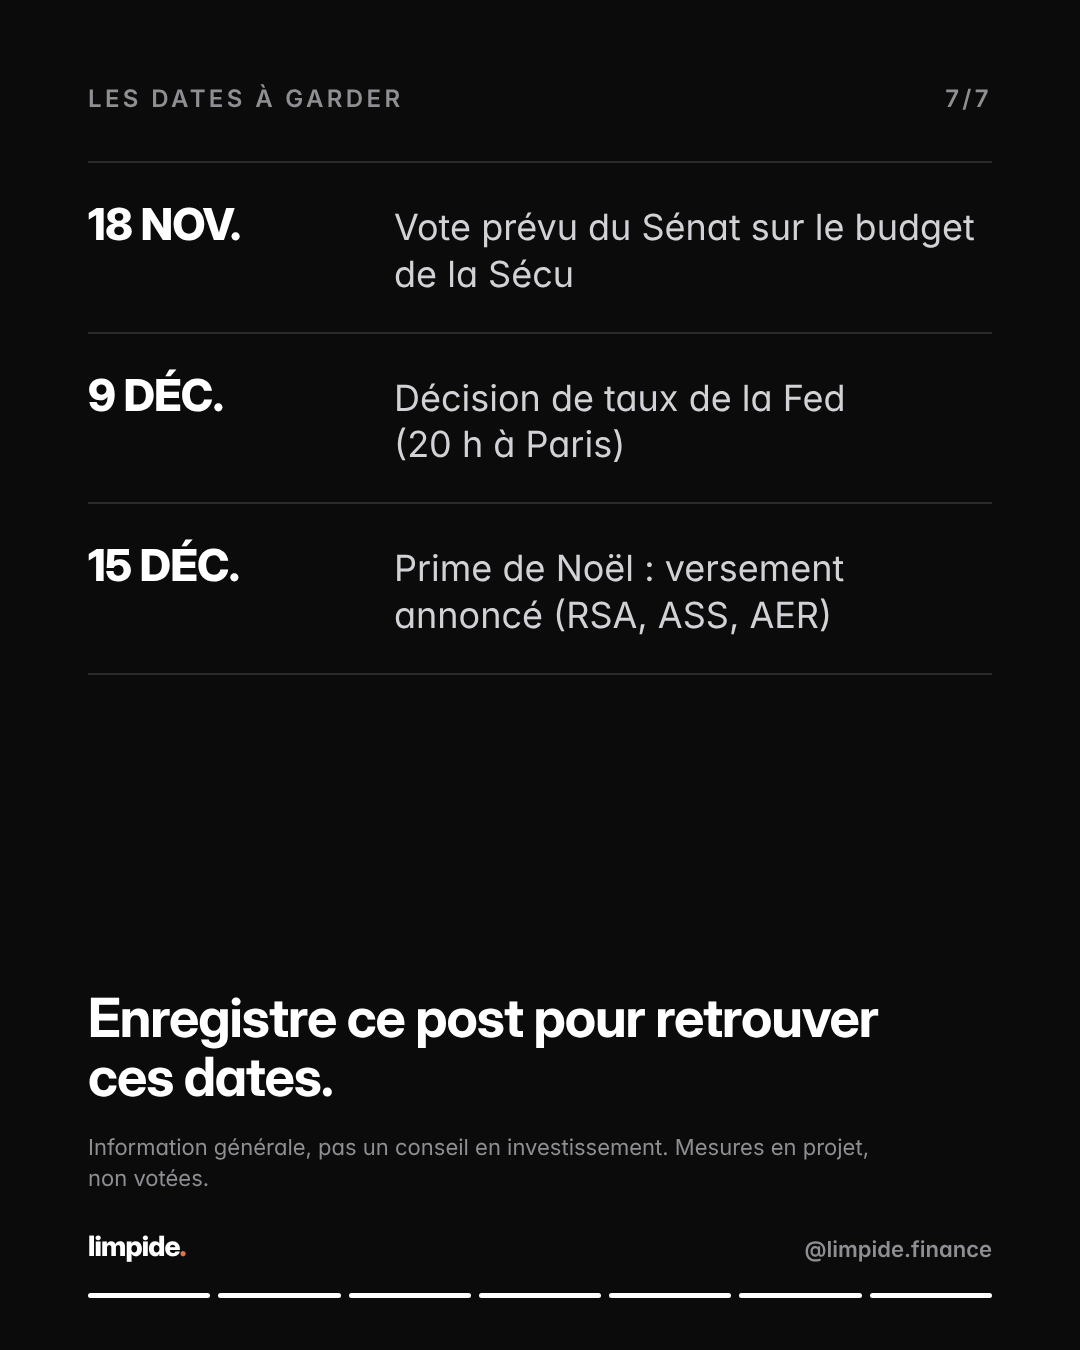 LES DATES À GARDER
7/7
18 NOV.
Vote prévu du Sénat sur le budget
de la Sécu
9 DÉC.
Décision de taux de la Fed
(20 h à Paris)
15 DÉC.
Prime de Noël : versement
annoncé (RSA, ASS, AER)
Enregistre ce post pour retrouver
ces dates.
Information générale, pas un conseil en investissement. Mesures en projet,
non votées.
limpide.
@limpide.finance